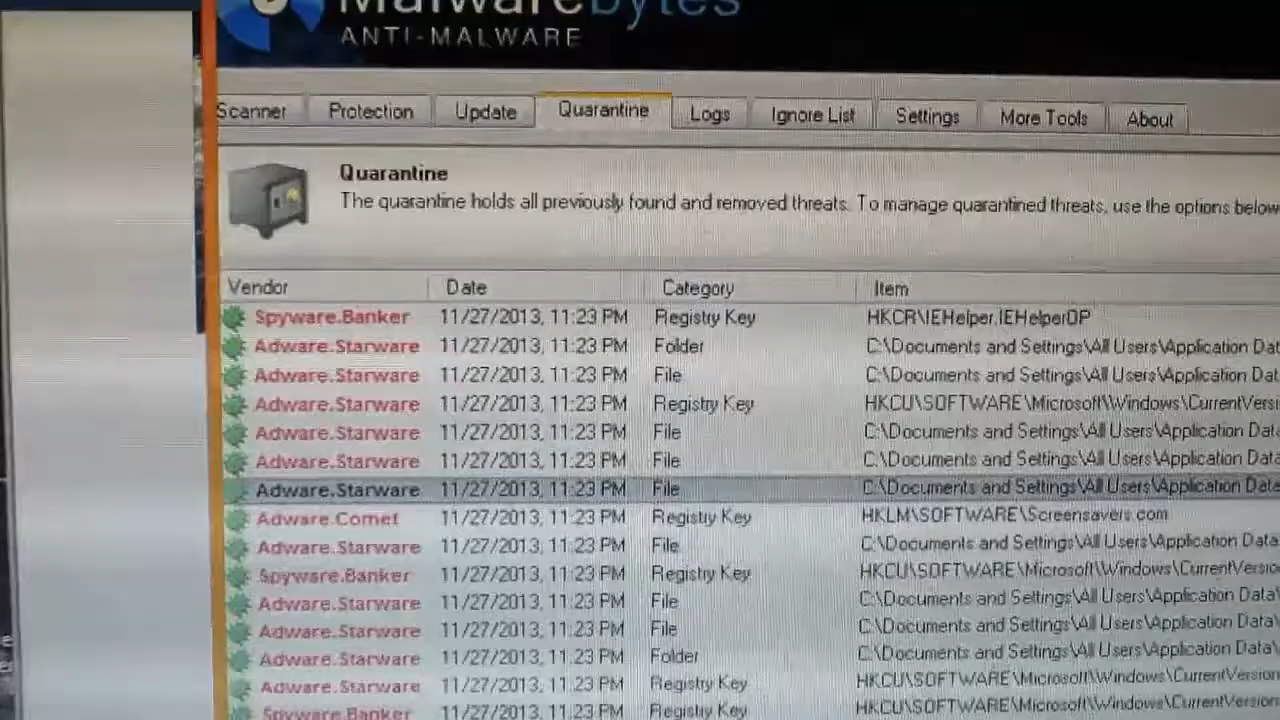 Malwarebytes
ANTI-MALWARE
Scanner Protection Update Quarantine Logs Ignore List Settings More Tools About
Quarantine
The quarantine holds all previously found and removed threats. To manage quarantined threats, use the options below
Vendor Date Category Item
Spyware.Banker 11/27/2013, 11:23 PM Registry Key HKCR\IEHelper.IEHelperOP
Adware.Starware 11/27/2013, 11:23 PM Folder C:\Documents and Settings\All Users\Application Dat
Adware.Starware 11/27/2013, 11:23 PM File C:\Documents and Settings\All Users\Application Dat
Adware.Starware 11/27/2013, 11:23 PM Registry Key HKCU\SOFTWARE\Microsoft\Windows\CurrentVersi
Adware.Starware 11/27/2013, 11:23 PM File C:\Documents and Settings\All Users\Application Data
Adware.Starware 11/27/2013, 11:23 PM File C:\Documents and Settings\All Users\Application Data
Adware.Starware 11/27/2013, 11:23 PM File C:\Documents and Settings\All Users\Application Data
Adware.Comet 11/27/2013, 11:23 PM Registry Key HKLM\SOFTWARE\Screensavers.com
Adware.Starware 11/27/2013, 11:23 PM File C:\Documents and Settings\All Users\Application Data
Spyware.Banker 11/27/2013, 11:23 PM Registry Key HKCU\SOFTWARE\Microsoft\Windows\CurrentVersion
Adware.Starware 11/27/2013, 11:23 PM File C:\Documents and Settings\All Users\Application Data\
Adware.Starware 11/27/2013, 11:23 PM File C:\Documents and Settings\All Users\Application Data\
Adware.Starware 11/27/2013, 11:23 PM Folder C:\Documents and Settings\All Users\Application Data\
Adware.Starware 11/27/2013, 11:23 PM Registry Key HKCU\SOFTWARE\Microsoft\Windows\CurrentVersion
Spyware.Banker 11/27/2013, 11:23 PM Registry Key HKCU\SOFTWARE\Microsoft\Windows\CurrentVersion